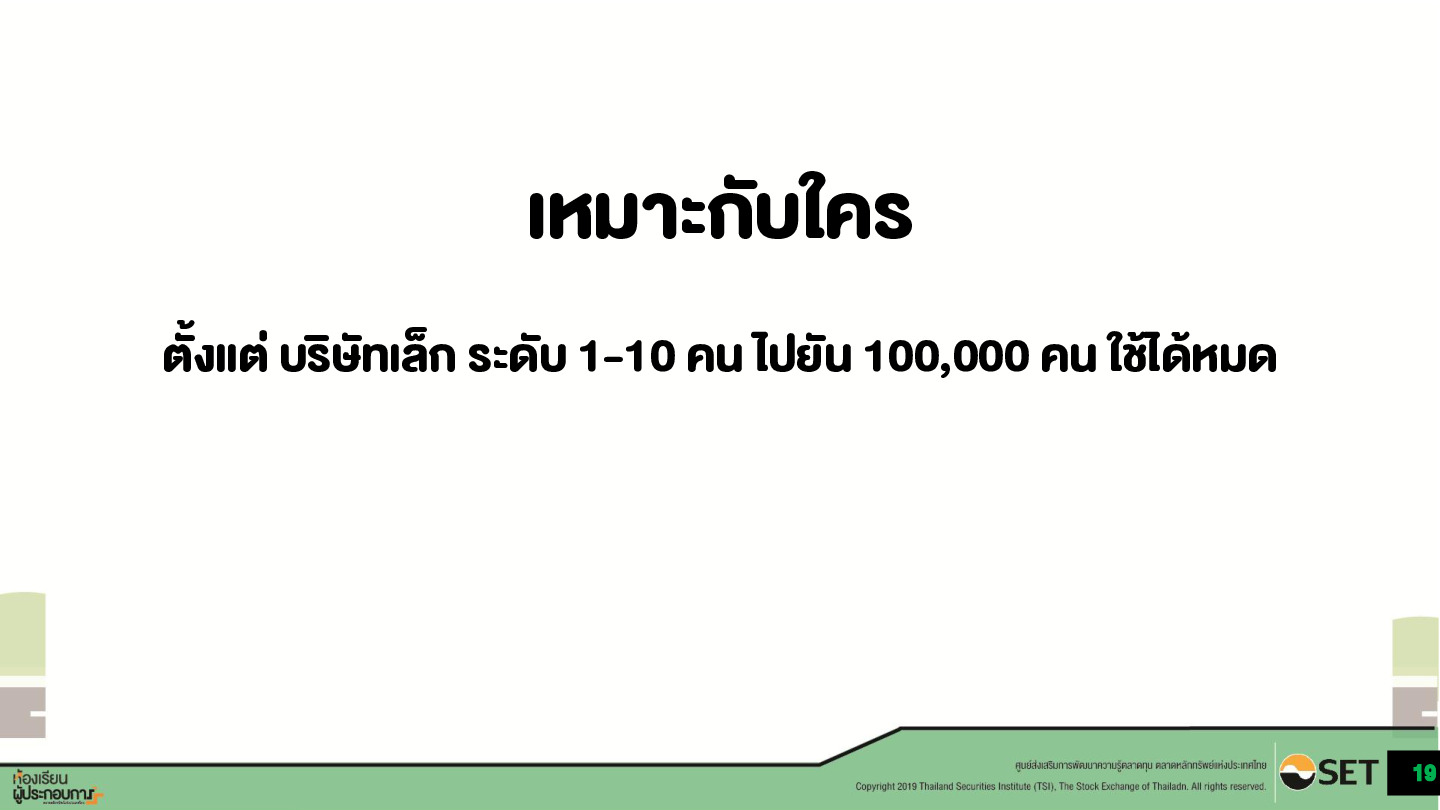 เหมาะกับใคร
ตั้งแต่ บริษัทเล็ก ระดับ 1-10 คน ไปยัน 100,000 คน ใช้ได้หมด
ศูนย์ส่งเสริมการพัฒนาความรู้ตลาดทุน ตลาดหลักทรัพย์แห่งประเทศไทย
Copyright 2019 Thailand Securities Institute (TSI), The Stock Exchange of Thailadn. All rights reserved.
SET
19
ห้องเรียน
ผู้ประกอบการ